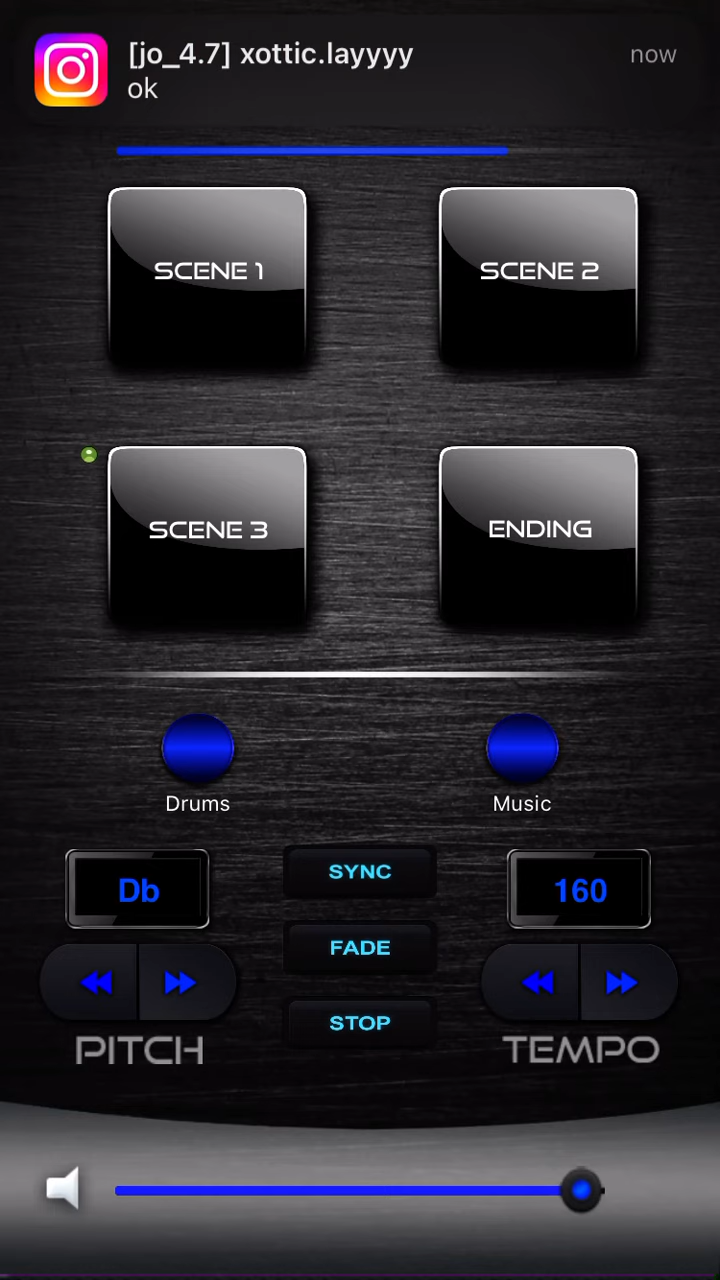 [jo_4.7] xottic.layyyy now
ok
SCENE 1
SCENE 2
SCENE 3
ENDING
Drums
Music
Db
SYNC
160
FADE
STOP
PITCH
TEMPO